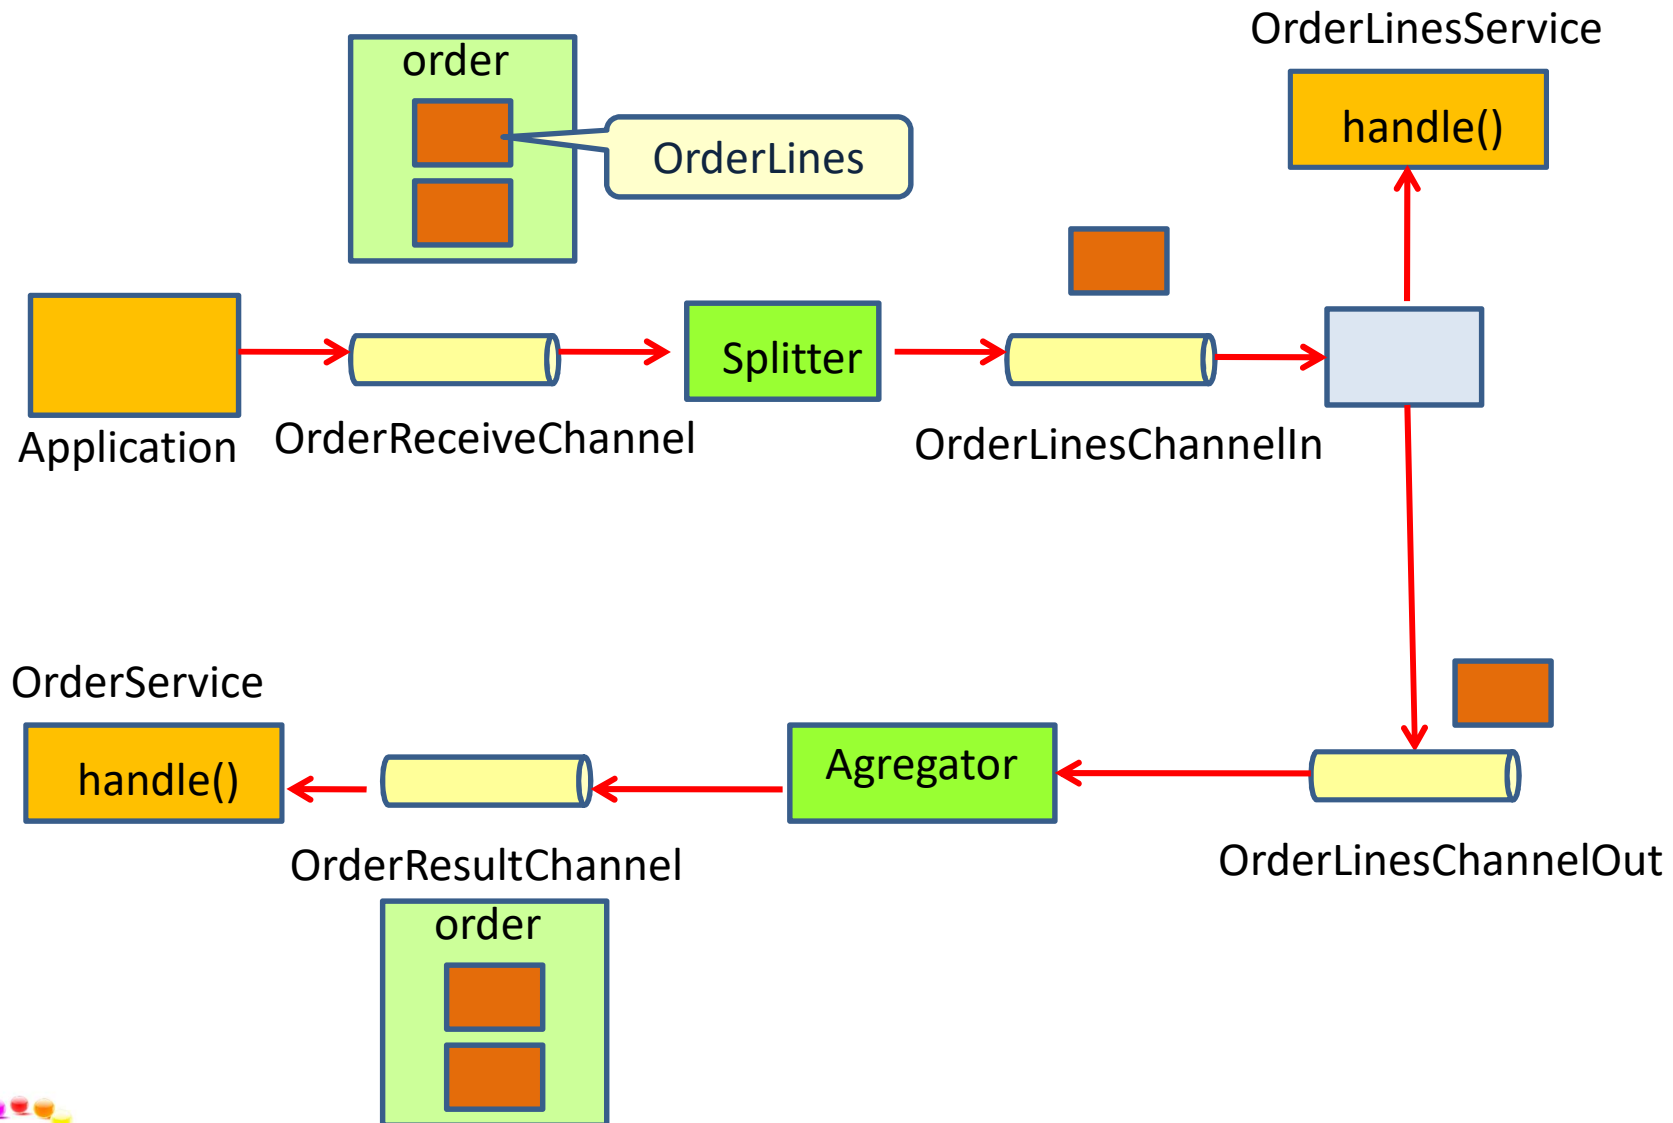 OrderLinesService
order
handle()
OrderLines
Splitter
Application
OrderReceiveChannel
OrderLinesChannelIn
OrderService
handle()
Agregator
OrderResultChannel
OrderLinesChannelOut
order